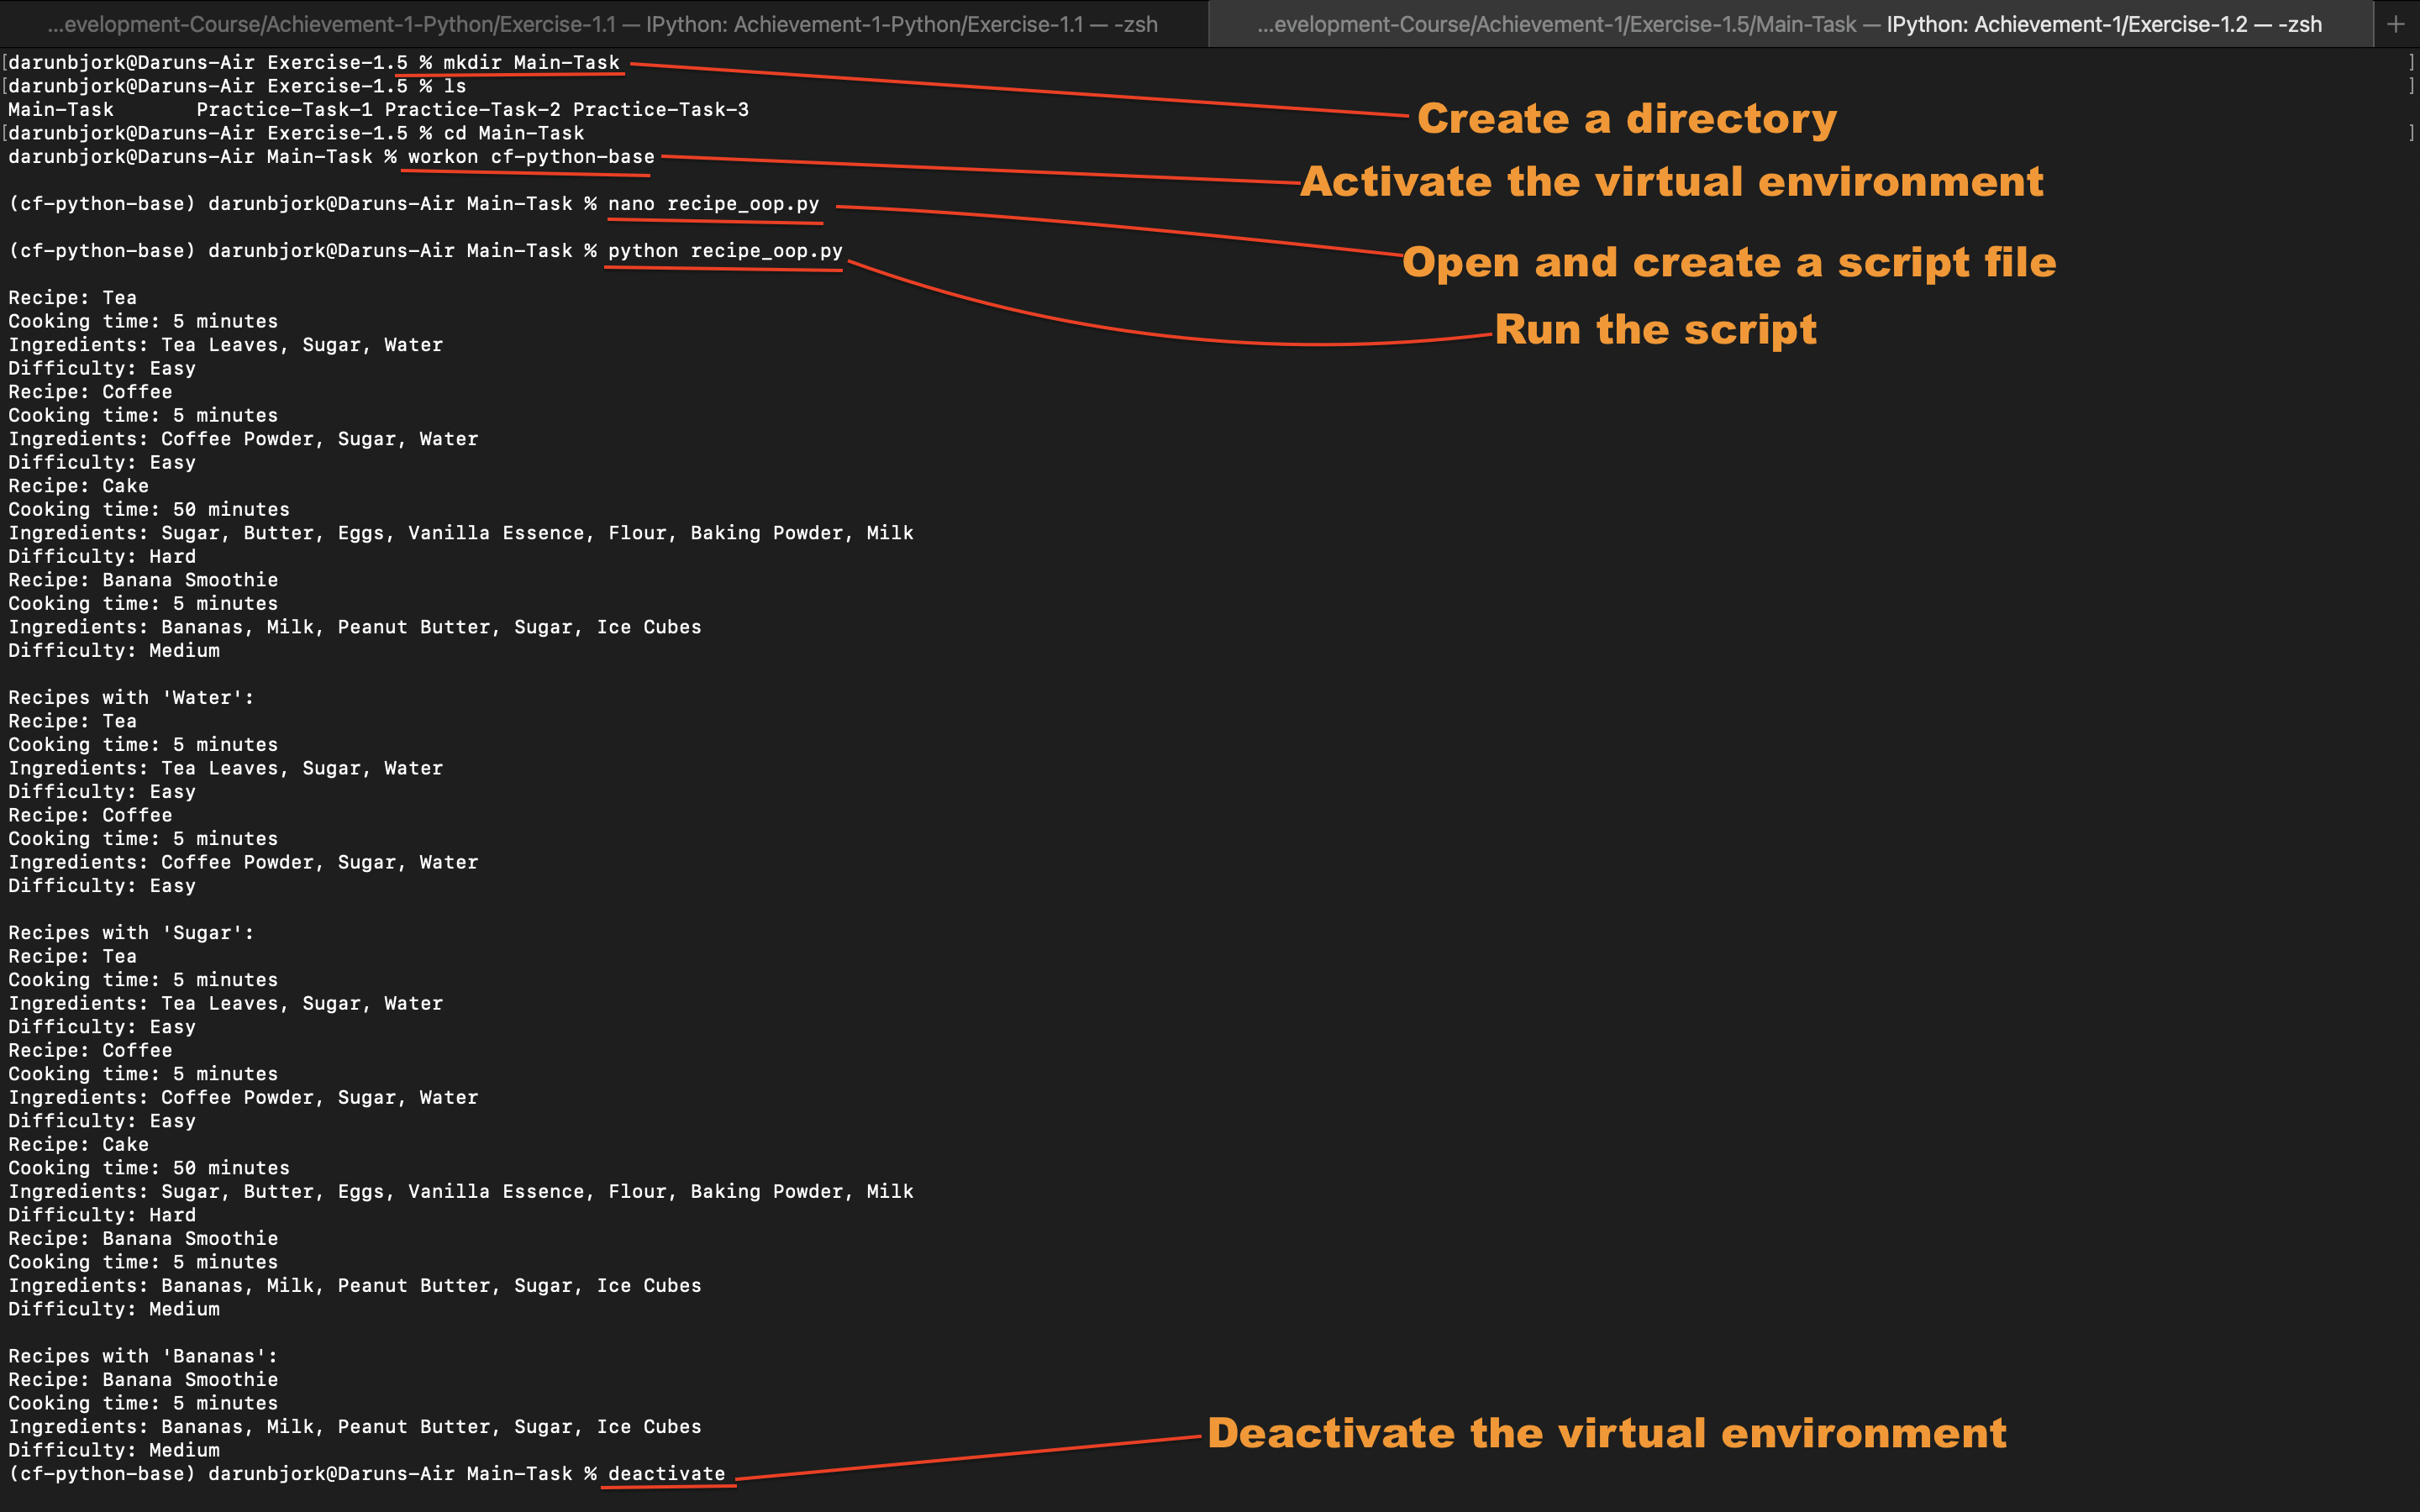 ...evelopment-Course/Achievement-1-Python/Exercise-1.1 — IPython: Achievement-1-Python/Exercise-1.1 — -zsh
...evelopment-Course/Achievement-1/Exercise-1.5/Main-Task — IPython: Achievement-1/Exercise-1.2 — -zsh
+
[darunbjork@Daruns-Air Exercise-1.5 % mkdir Main-Task ]
[darunbjork@Daruns-Air Exercise-1.5 % ls ]
Main-Task       Practice-Task-1 Practice-Task-2 Practice-Task-3
Create a directory
[darunbjork@Daruns-Air Exercise-1.5 % cd Main-Task ]
darunbjork@Daruns-Air Main-Task % workon cf-python-base
Activate the virtual environment
(cf-python-base) darunbjork@Daruns-Air Main-Task % nano recipe_oop.py
(cf-python-base) darunbjork@Daruns-Air Main-Task % python recipe_oop.py
Open and create a script file
Recipe: Tea
Cooking time: 5 minutes
Run the script
Ingredients: Tea Leaves, Sugar, Water
Difficulty: Easy
Recipe: Coffee
Cooking time: 5 minutes
Ingredients: Coffee Powder, Sugar, Water
Difficulty: Easy
Recipe: Cake
Cooking time: 50 minutes
Ingredients: Sugar, Butter, Eggs, Vanilla Essence, Flour, Baking Powder, Milk
Difficulty: Hard
Recipe: Banana Smoothie
Cooking time: 5 minutes
Ingredients: Bananas, Milk, Peanut Butter, Sugar, Ice Cubes
Difficulty: Medium
Recipes with 'Water':
Recipe: Tea
Cooking time: 5 minutes
Ingredients: Tea Leaves, Sugar, Water
Difficulty: Easy
Recipe: Coffee
Cooking time: 5 minutes
Ingredients: Coffee Powder, Sugar, Water
Difficulty: Easy
Recipes with 'Sugar':
Recipe: Tea
Cooking time: 5 minutes
Ingredients: Tea Leaves, Sugar, Water
Difficulty: Easy
Recipe: Coffee
Cooking time: 5 minutes
Ingredients: Coffee Powder, Sugar, Water
Difficulty: Easy
Recipe: Cake
Cooking time: 50 minutes
Ingredients: Sugar, Butter, Eggs, Vanilla Essence, Flour, Baking Powder, Milk
Difficulty: Hard
Recipe: Banana Smoothie
Cooking time: 5 minutes
Ingredients: Bananas, Milk, Peanut Butter, Sugar, Ice Cubes
Difficulty: Medium
Recipes with 'Bananas':
Recipe: Banana Smoothie
Cooking time: 5 minutes
Ingredients: Bananas, Milk, Peanut Butter, Sugar, Ice Cubes
Deactivate the virtual environment
Difficulty: Medium
(cf-python-base) darunbjork@Daruns-Air Main-Task % deactivate